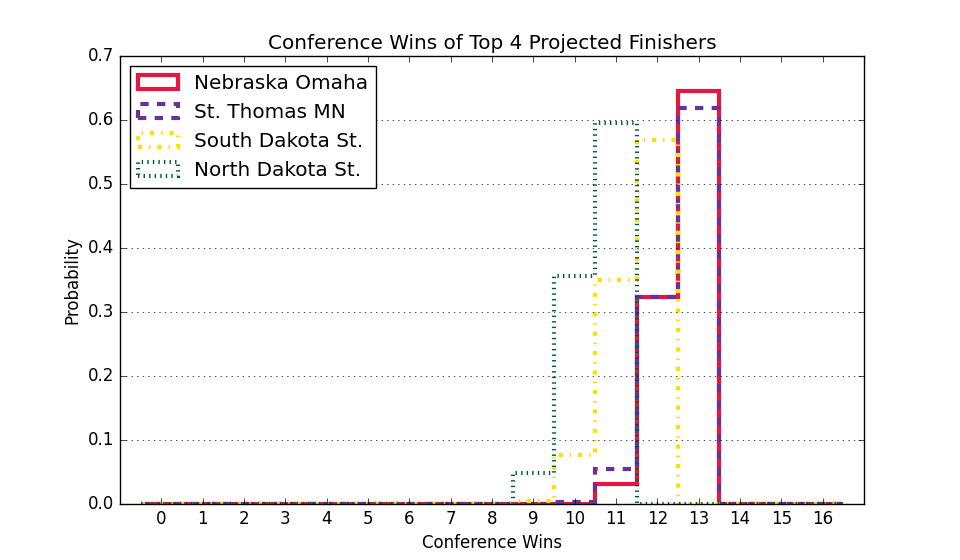 Conference Wins of Top 4 Projected Finishers
0.7
0.6
0.5
0.4
0.3
0.2
0.1
0.0
Probability
Nebraska Omaha
St. Thomas MN
South Dakota St.
North Dakota St.
0 1 2 3 4 5 6 7 8 9 10 11 12 13 14 15 16
Conference Wins